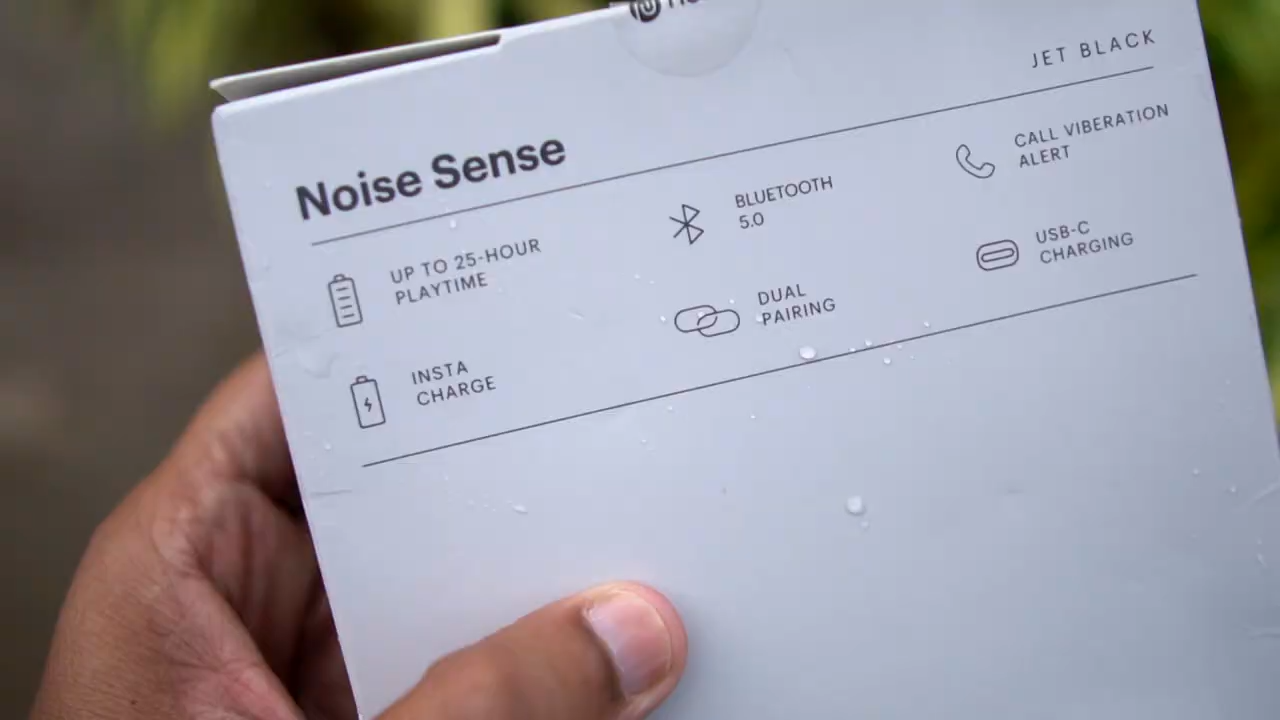 JET BLACK
Noise Sense
UP TO 25-HOUR
PLAYTIME
BLUETOOTH
5.0
CALL VIBERATION
ALERT
INSTA
CHARGE
DUAL
PAIRING
USB-C
CHARGING